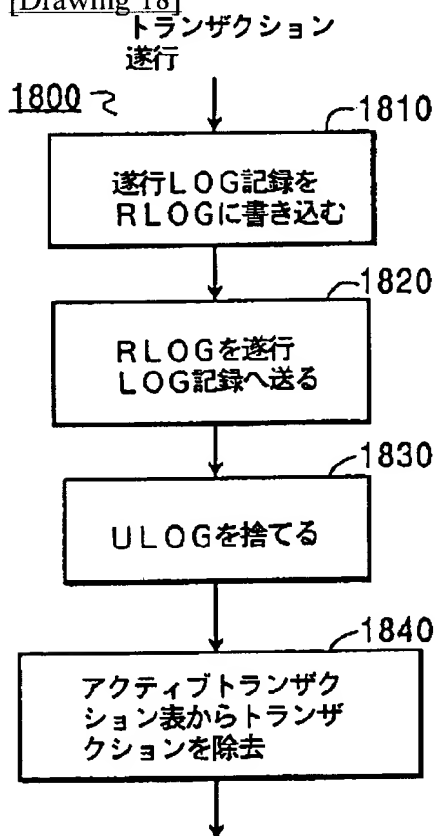 [Drawing 18]
トランザクション
遂行
1800
1810
遂行LOG記録を
RLOGに書き込む
1820
RLOGを遂行
LOG記録へ送る
1830
ULOGを捨てる
1840
アクティブトランザク
ション表からトランザ
クションを除去